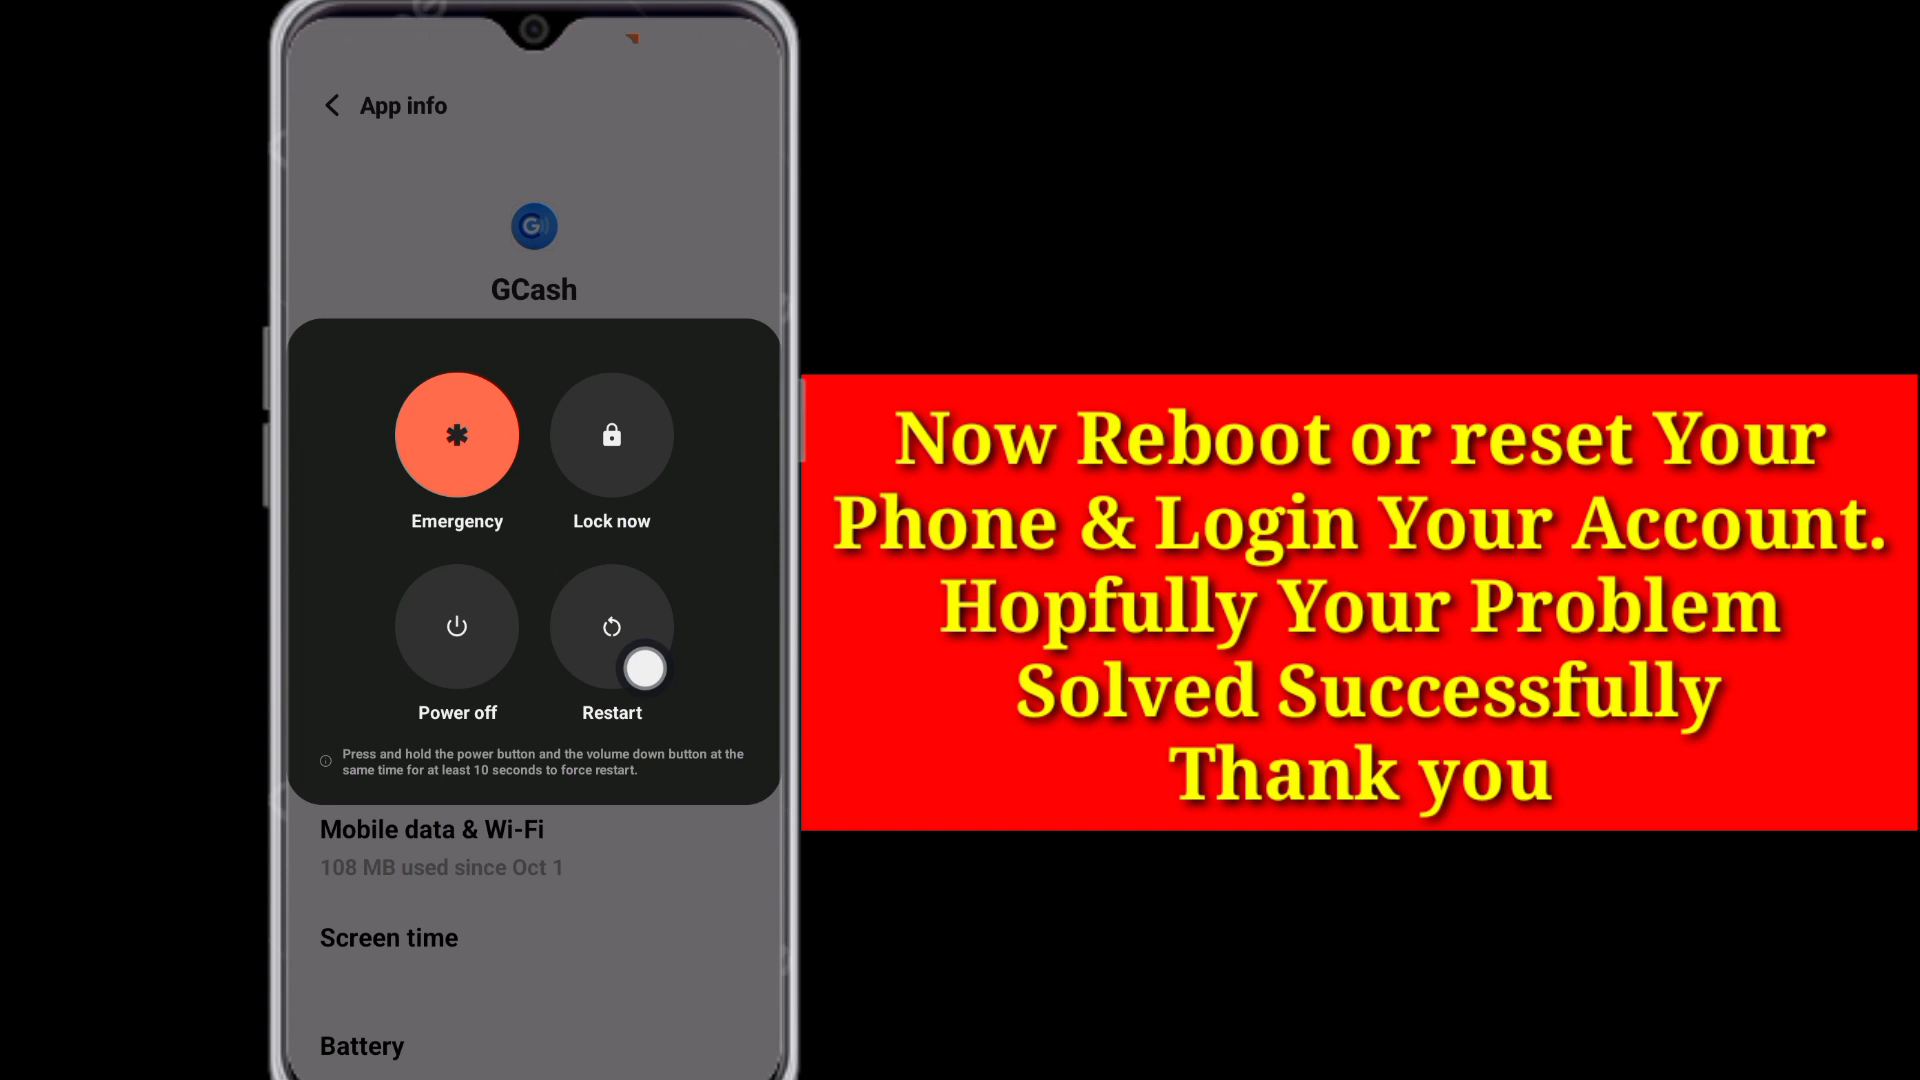 App info
GCash
Emergency
Lock now
Power off
Restart
Press and hold the power button and the volume down button at the
same time for at least 10 seconds to force restart.
Mobile data & Wi-Fi
108 MB used since Oct 1
Screen time
Battery
Now Reboot or reset Your
Phone & Login Your Account.
Hopfully Your Problem
Solved Successfully
Thank you